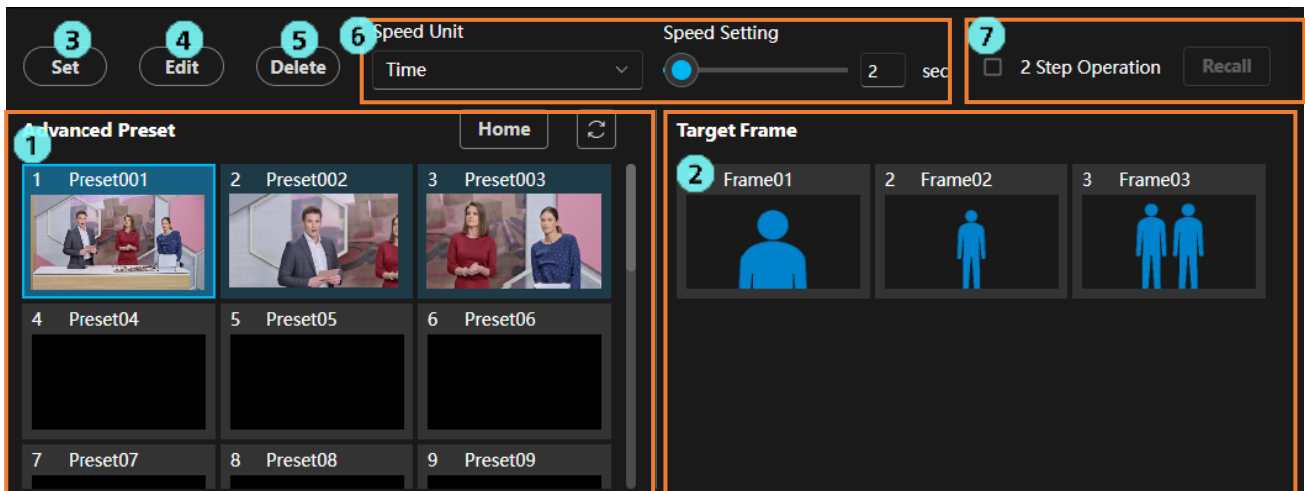 3 Set
4 Edit
5 Delete
6 Speed Unit
Time
Speed Setting
2 sec
7
2 Step Operation Recall
1 Advanced Preset Home
1 Preset001
2 Preset002
3 Preset003
4 Preset04
5 Preset05
6 Preset06
7 Preset07
8 Preset08
9 Preset09
Target Frame
2 Frame01
2 Frame02
3 Frame03